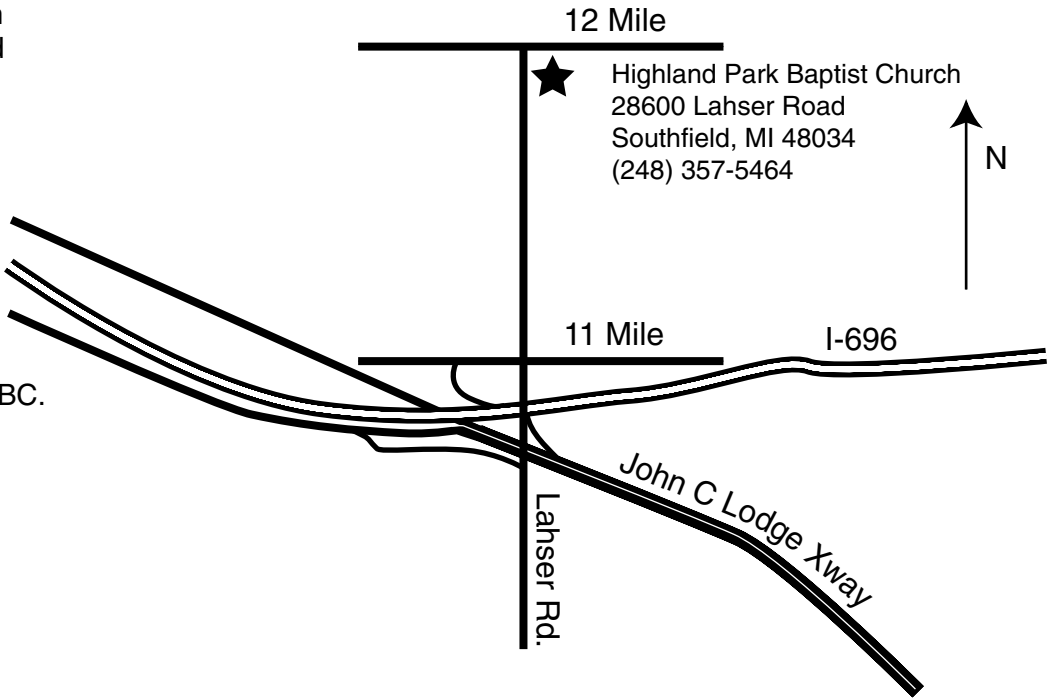 12 Mile
Highland Park Baptist Church
28600 Lahser Road
Southfield, MI 48034
(248) 357-5464
N
11 Mile
I-696
BC.
John C Lodge Xway
Lahser Rd.